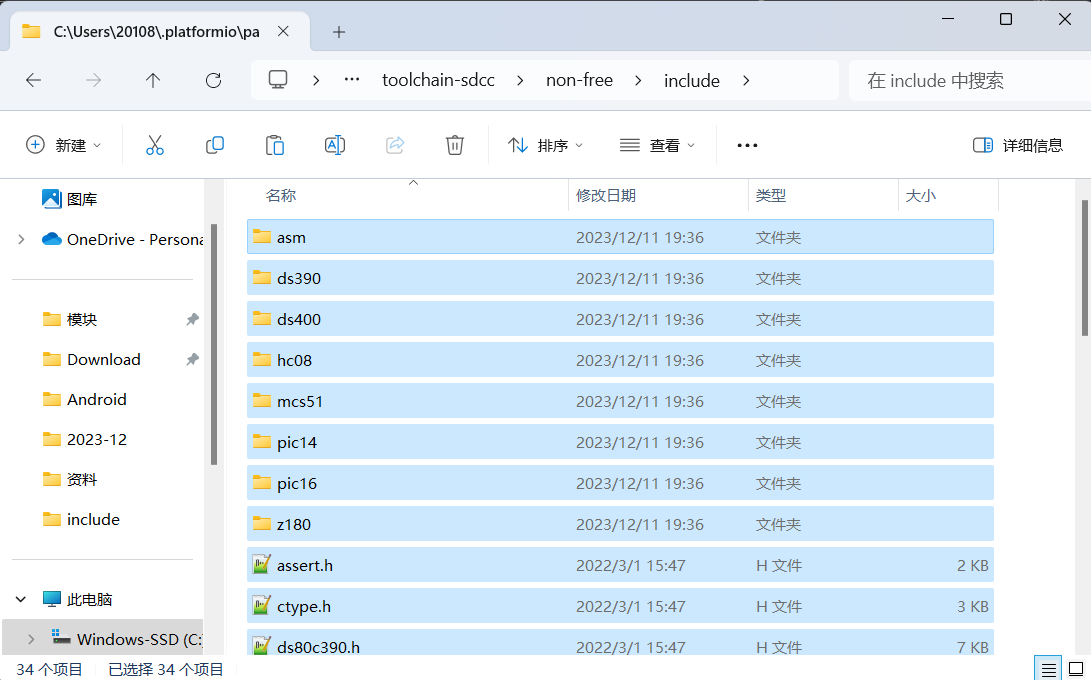 C:\Users\20108\.platformio\pa
toolchain-sdcc non-free include 在 include 中搜索
新建 排序 查看 详细信息
图库
OneDrive - Persona
模块
Download
Android
2023-12
资料
include
此电脑
Windows-SSD (C:)
名称 修改日期 类型 大小
asm 2023/12/11 19:36 文件夹
ds390 2023/12/11 19:36 文件夹
ds400 2023/12/11 19:36 文件夹
hc08 2023/12/11 19:36 文件夹
mcs51 2023/12/11 19:36 文件夹
pic14 2023/12/11 19:36 文件夹
pic16 2023/12/11 19:36 文件夹
z180 2023/12/11 19:36 文件夹
assert.h 2022/3/1 15:47 H 文件 2 KB
ctype.h 2022/3/1 15:47 H 文件 3 KB
ds80c390.h 2022/3/1 15:47 H 文件 7 KB
34 个项目 已选择 34 个项目